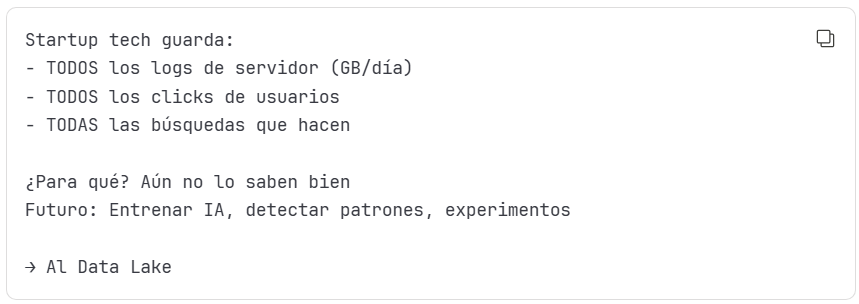 Startup tech guarda:
- TODOS los logs de servidor (GB/día)
- TODOS los clicks de usuarios
- TODAS las búsquedas que hacen
¿Para qué? Aún no lo saben bien
Futuro: Entrenar IA, detectar patrones, experimentos
→ Al Data Lake